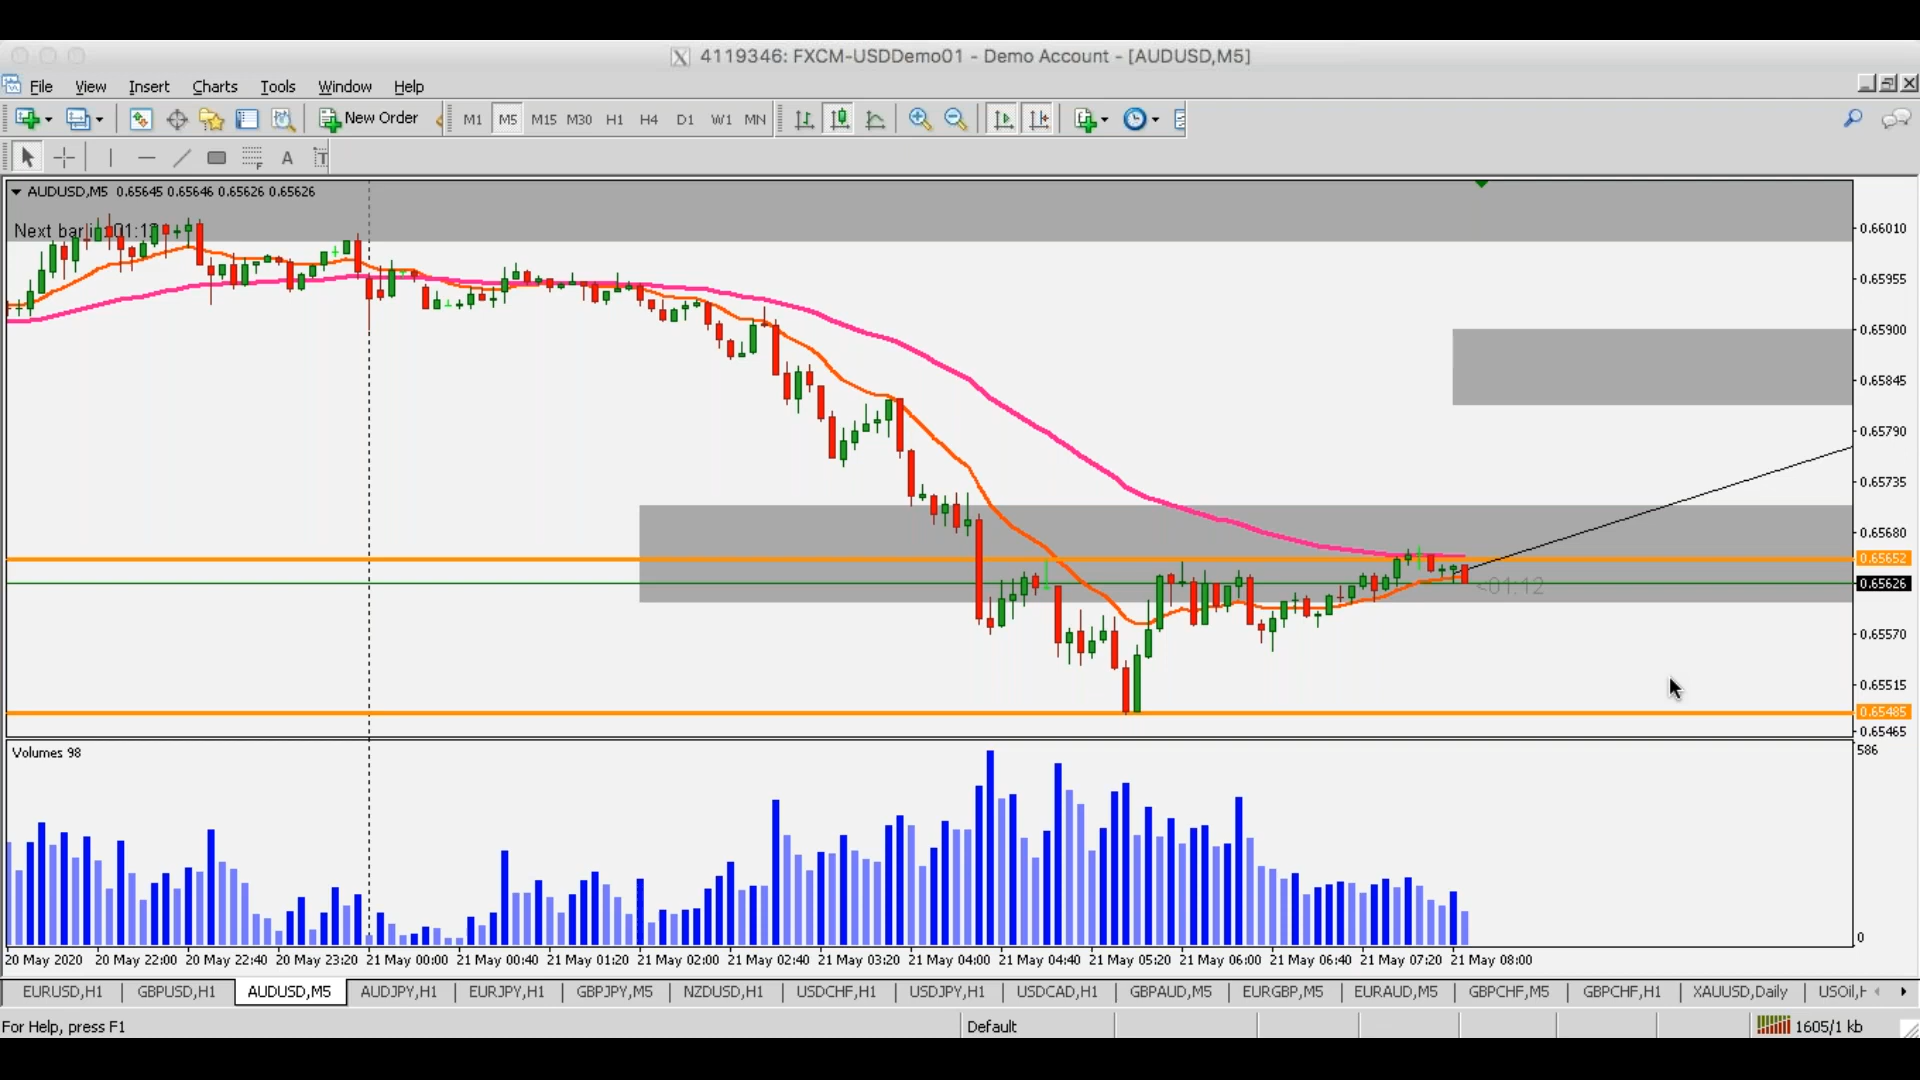 4119346: FXCM-USDDemo01 - Demo Account - [AUDUSD,M5]
File View Insert Charts Tools Window Help
New Order M1 M5 M15 M30 H1 H4 D1 W1 MN
A T
AUDUSD,M5 0.65645 0.65646 0.65626 0.65626
Next bar in 01:12
0.66010
0.65955
0.65900
0.65845
0.65790
0.65735
0.65680
0.65652
0.65626
<01:12
0.65570
0.65515
0.65485
0.65465
Volumes 98
586
0
20 May 2020 20 May 22:00 20 May 22:40 20 May 23:20 21 May 00:00 21 May 00:40 21 May 01:20 21 May 02:00 21 May 02:40 21 May 03:20 21 May 04:00 21 May 04:40 21 May 05:20 21 May 06:00 21 May 06:40 21 May 07:20 21 May 08:00
EURUSD,H1 GBPUSD,H1 AUDUSD,M5 AUDJPY,H1 EURJPY,H1 GBPJPY,M5 NZDUSD,H1 USDCHF,H1 USDJPY,H1 USDCAD,H1 GBPAUD,M5 EURGBP,M5 EURAUD,M5 GBPCHF,M5 GBPCHF,H1 XAUUSD,Daily USOil,H
For Help, press F1 Default 1605/1 kb